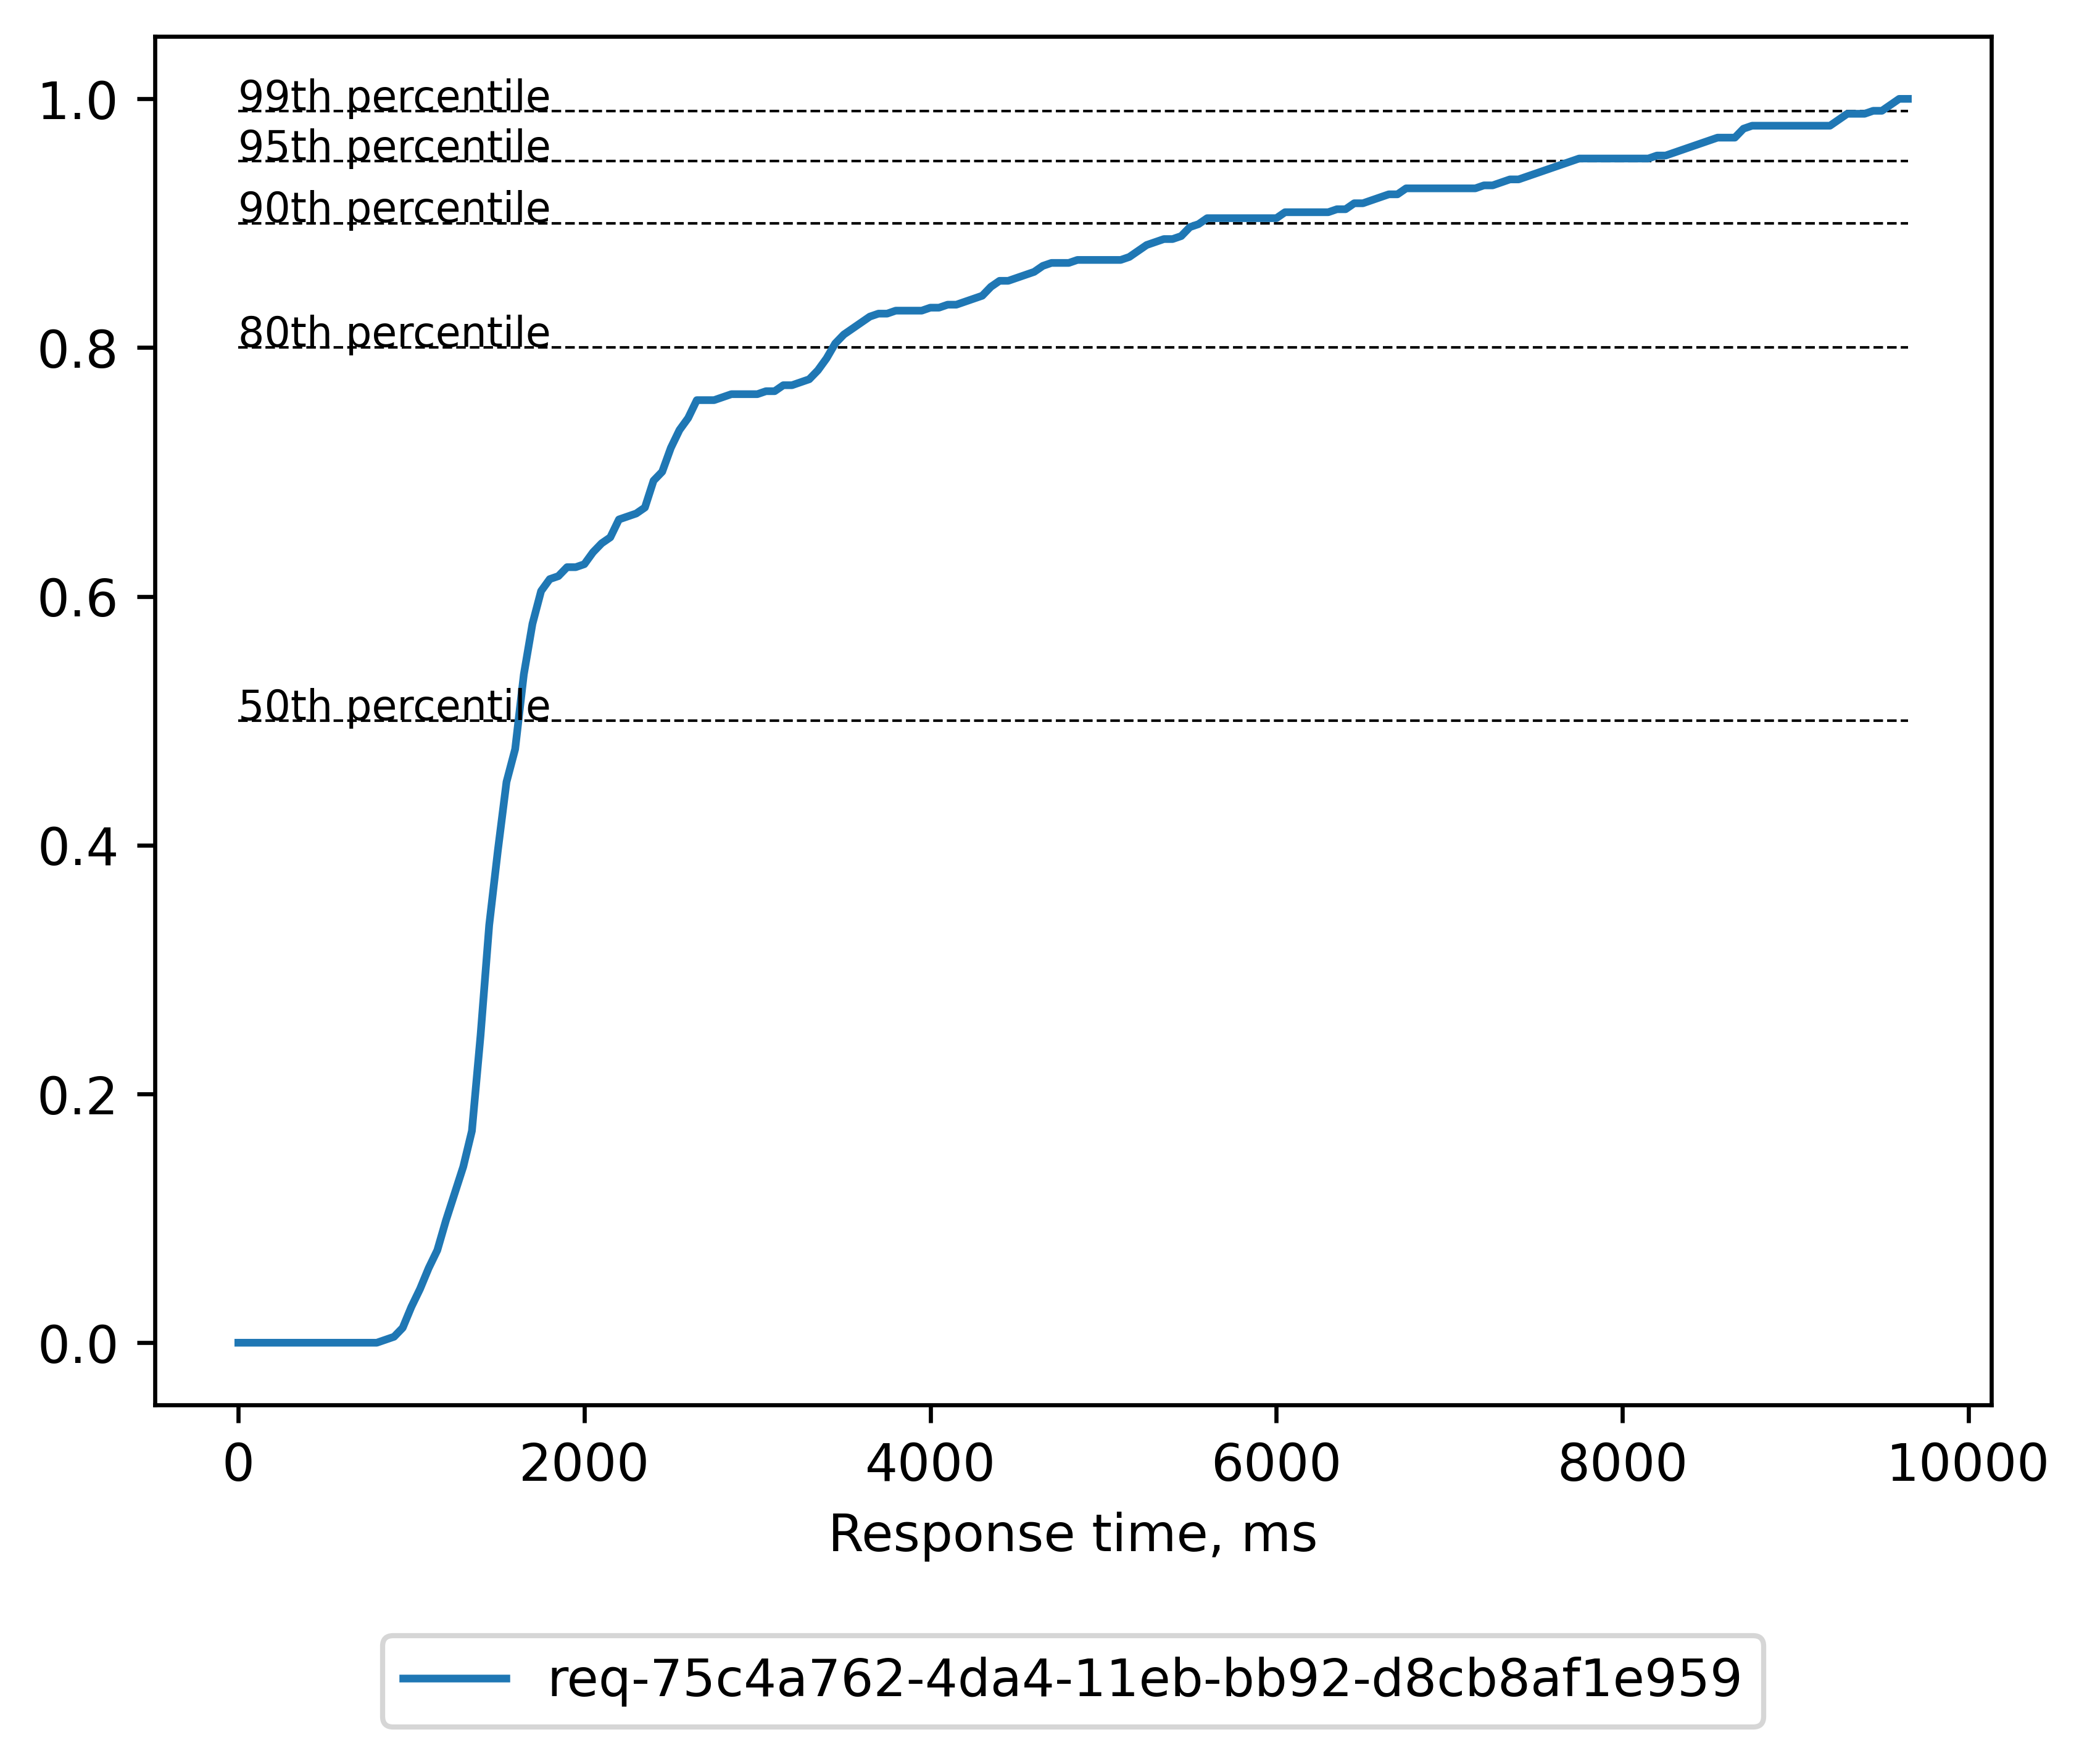 1.0
99th percentile
95th percentile
90th percentile
0.8
80th percentile
0.6
50th percentile
0.4
0.2
0.0
0 2000 4000 6000 8000 10000
Response time, ms
req-75c4a762-4da4-11eb-bb92-d8cb8af1e959